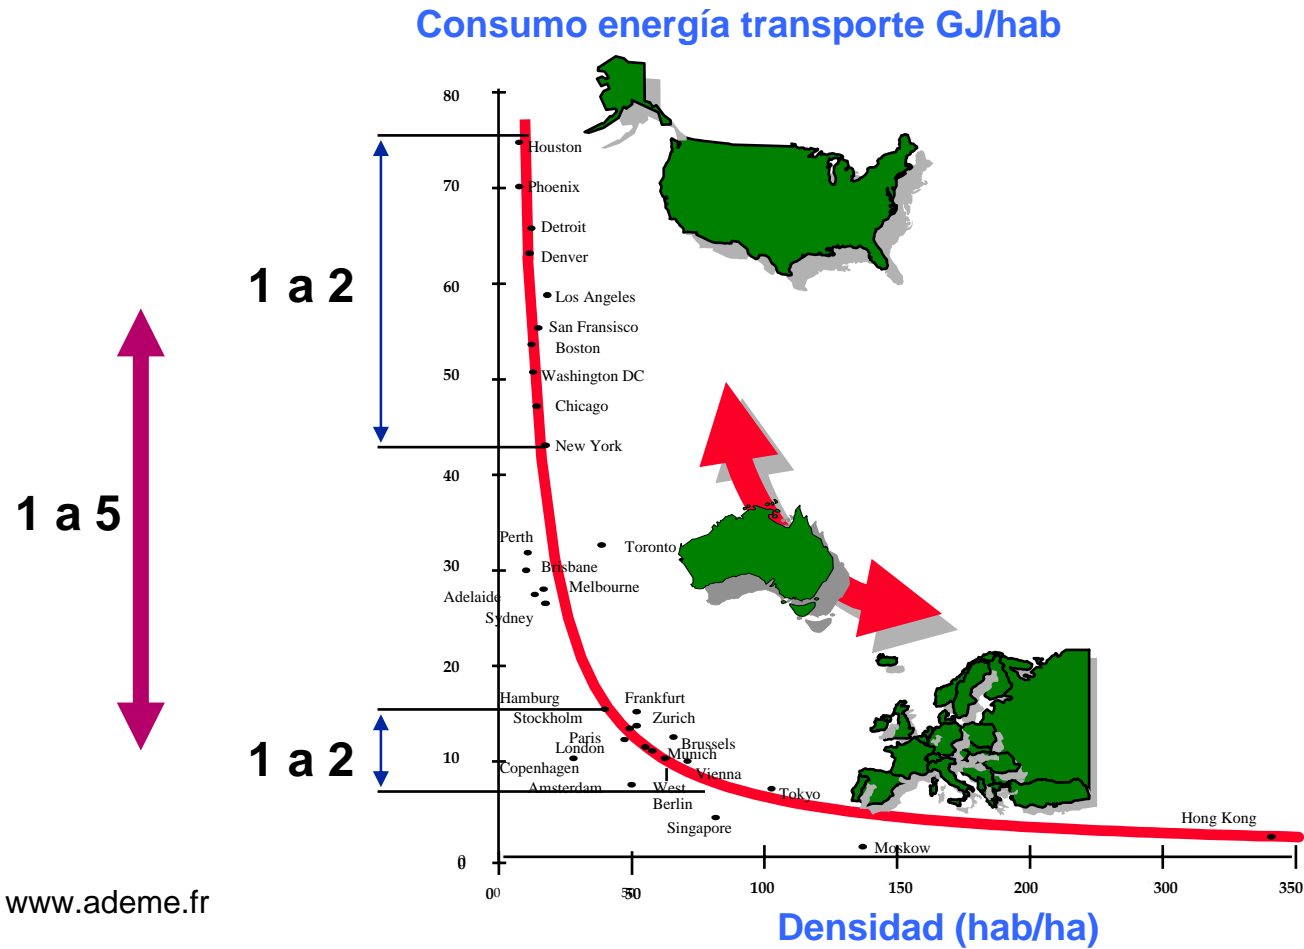 Consumo energía transporte GJ/hab
80
Houston
70
Phoenix
Detroit
Denver
1 a 2
60
Los Angeles
San Fransisco
Boston
50
Washington DC
Chicago
New York
40
1 a 5
Perth
Toronto
30
Brisbane
Melbourne
Adelaide
Sydney
20
Hamburg
Frankfurt
Stockholm
Zurich
Paris
Brussels
London
Munich
1 a 2
10
Copenhagen
Vienna
Amsterdam
West
Berlin
Tokyo
Singapore
Hong Kong
Moskow
0
0 50 100 150 200 250 300 350
www.ademe.fr
Densidad (hab/ha)